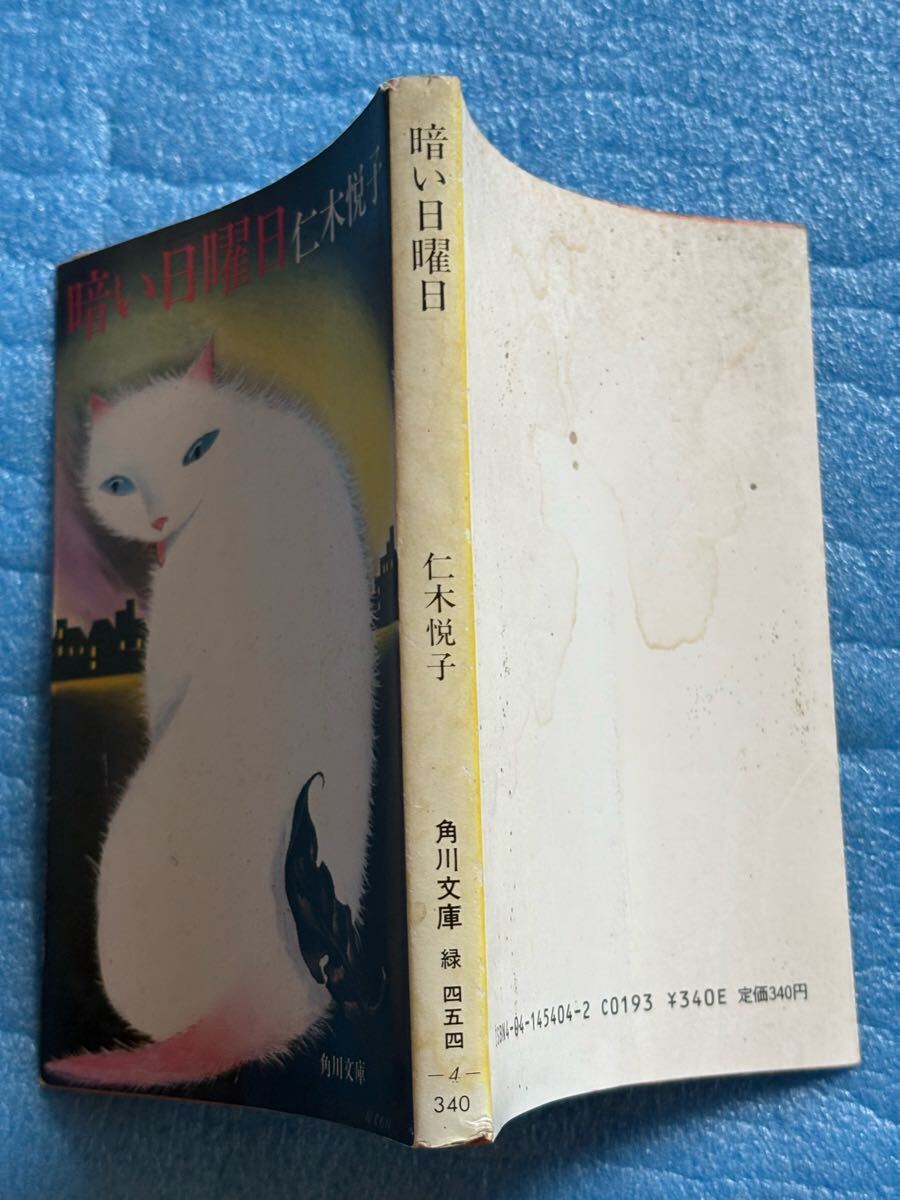 暗い日曜日 仁木悦子
角川文庫
暗い日曜日
仁木悦子
角川文庫
緑 四五四
—4—
340
ISBN4-04-145404-2 C0193 ¥340E 定価340円